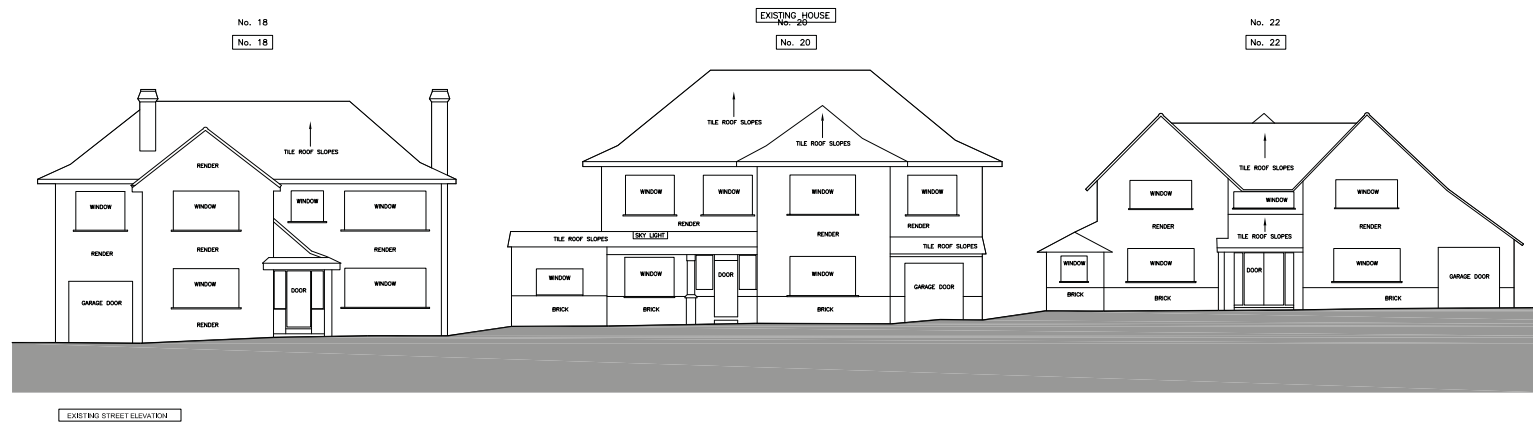 EXISTING HOUSE
No. 18
No. 20
No. 22
No. 18
No. 20
No. 22
TILE ROOF SLOPES
RENDER
WINDOW
WINDOW
WINDOW
WINDOW
RENDER
RENDER
RENDER
WINDOW
WINDOW
DOOR
GARAGE DOOR
RENDER
TILE ROOF SLOPES
TILE ROOF SLOPES
WINDOW
WINDOW
WINDOW
WINDOW
RENDER
RENDER
RENDER
TILE ROOF SLOPES
SKY LIGHT
TILE ROOF SLOPES
WINDOW
WINDOW
DOOR
WINDOW
GARAGE DOOR
BRICK
BRICK
BRICK
TILE ROOF SLOPES
WINDOW
WINDOW
WINDOW
RENDER
RENDER
TILE ROOF SLOPES
WINDOW
WINDOW
DOOR
WINDOW
GARAGE DOOR
BRICK
BRICK
BRICK
EXISTING STREET ELEVATION